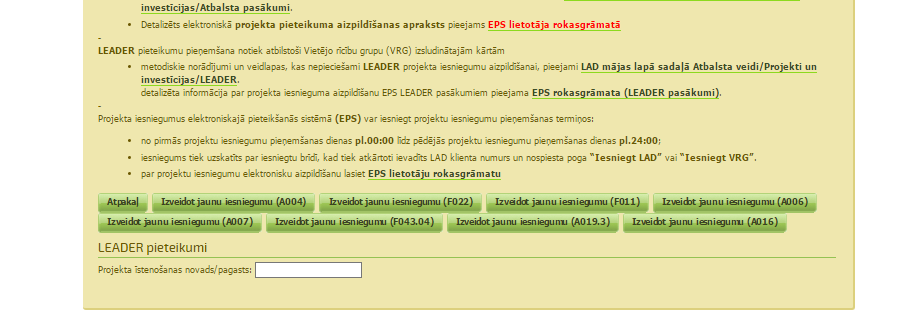 investīcijas/Atbalsta pasākumi.
Detalizēts elektroniskā projekta pieteikuma aizpildīšanas apraksts pieejams EPS lietotāja rokasgrāmatā
-
LEADER pieteikumu pieņemšana notiek atbilstoši Vietējo rīcību grupu (VRG) izsludinātajām kārtām
metodiskie norādījumi un veidlapas, kas nepieciešami LEADER projekta iesniegumu aizpildīšanai, pieejami LAD mājas lapā sadaļā Atbalsta veidi/Projekti un
investīcijas/LEADER.
detalizēta informācija par projekta iesnieguma aizpildīšanu EPS LEADER pasākumiem pieejama EPS rokasgrāmata (LEADER pasākumi).
-
Projekta iesniegumus elektroniskajā pieteikšanās sistēmā (EPS) var iesniegt projektu iesniegumu pieņemšanas termiņos:
no pirmās projektu iesniegumu pieņemšanas dienas pl.00:00 līdz pēdējās projektu iesniegumu pieņemšanas dienas pl.24:00;
iesniegums tiek uzskatīts par iesniegtu brīdī, kad tiek atkārtoti ievadīts LAD klienta numurs un nospiesta poga “Iesniegt LAD” vai “Iesniegt VRG”.
par projektu iesniegumu elektronisku aizpildīšanu lasiet EPS lietotāju rokasgrāmatu
Atpakaļ Izveidot jaunu iesniegumu (A004) Izveidot jaunu iesniegumu (F022) Izveidot jaunu iesniegumu (F011) Izveidot jaunu iesniegumu (A006)
Izveidot jaunu iesniegumu (A007) Izveidot jaunu iesniegumu (F043.04) Izveidot jaunu iesniegumu (A019.3) Izveidot jaunu iesniegumu (A016)
LEADER pieteikumi
Projekta īstenošanas novads/pagasts: